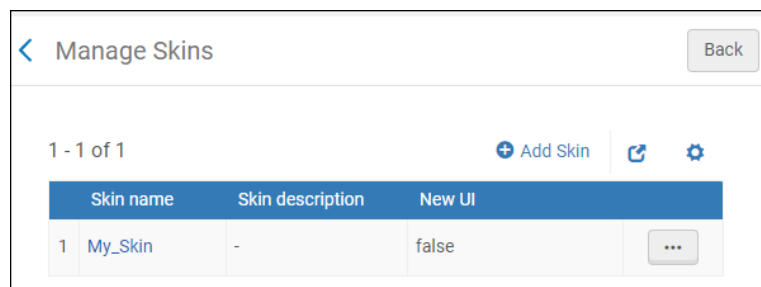 Manage Skins
Back
1 - 1 of 1
Add Skin
Skin name Skin description New UI
1 My_Skin - false
...